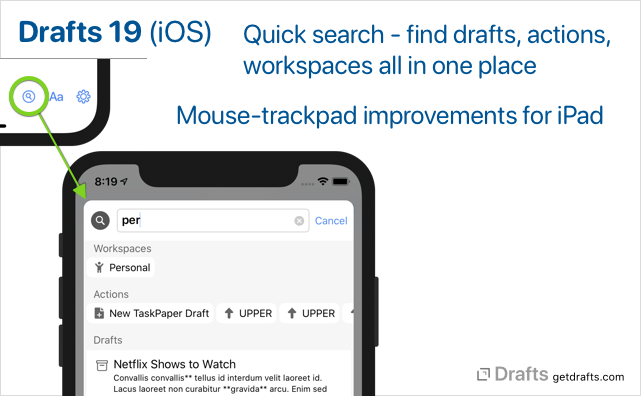 Drafts 19 (iOS)
Quick search - find drafts, actions,
workspaces all in one place
Mouse-trackpad improvements for iPad
Aa
8:19
per
Cancel
Workspaces
Personal
Actions
New TaskPaper Draft
UPPER
UPPER
Drafts
Netflix Shows to Watch
Convallis convallis** tellus id interdum velit laoreet id.
Lacus laoreet non curabitur **gravida** arcu. Enim sed
Drafts getdrafts.com